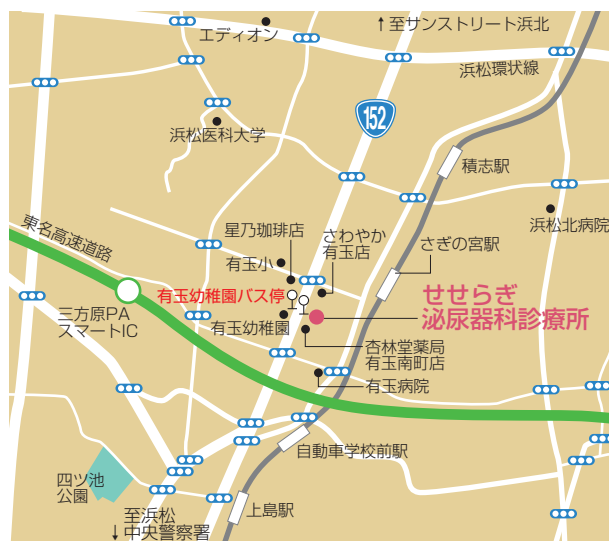 エディオン
↑至サンストリート浜北
浜松環状線
152
浜松医科大学
積志駅
浜松北病院
星乃珈琲店
さわやか
有玉店
さぎの宮駅
東名高速道路
有玉小
有玉幼稚園バス停
せせらぎ
泌尿器科診療所
三方原PA
スマートIC
有玉幼稚園
杏林堂薬局
有玉南町店
有玉病院
自動車学校前駅
四ツ池
公園
上島駅
至浜松
↓中央警察署